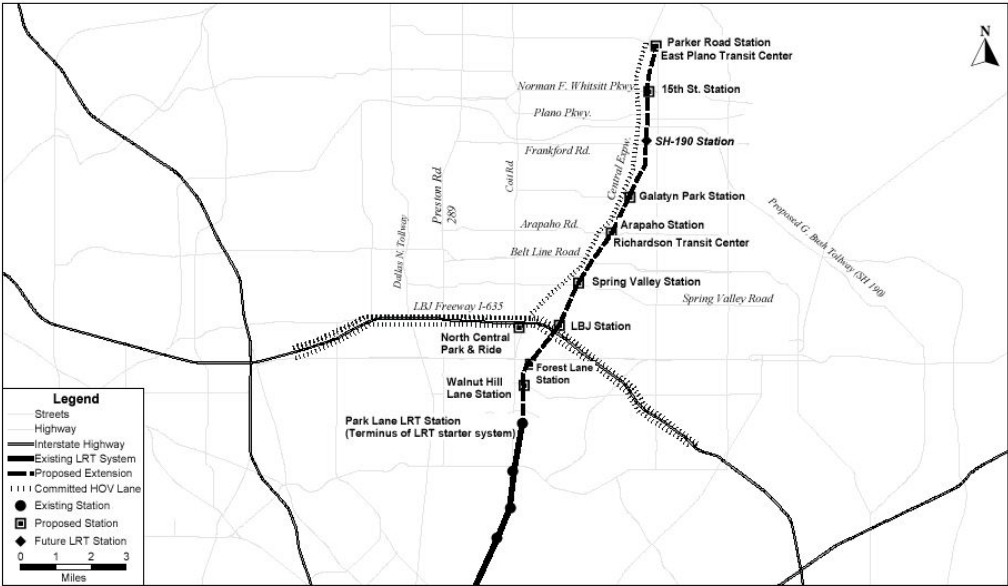 N
Parker Road Station
East Plano Transit Center
Norman F. Whitsitt Pkwy.
15th St. Station
Plano Pkwy.
SH-190 Station
Frankford Rd.
Central Expw.
Coit Rd.
Preston Rd.
289
Galatyn Park Station
Proposed G. Bush Tollway (SH 190)
Dallas N. Tollway
Arapaho Rd.
Arapaho Station
Richardson Transit Center
Belt Line Road
Spring Valley Station
Spring Valley Road
LBJ Freeway I-635
LBJ Station
North Central
Park & Ride
Forest Lane
Station
Walnut Hill
Lane Station
Park Lane LRT Station
(Terminus of LRT starter system)
Legend
Streets
Highway
Interstate Highway
Existing LRT System
Proposed Extension
Committed HOV Lane
Existing Station
Proposed Station
Future LRT Station
0 1 2 3
Miles